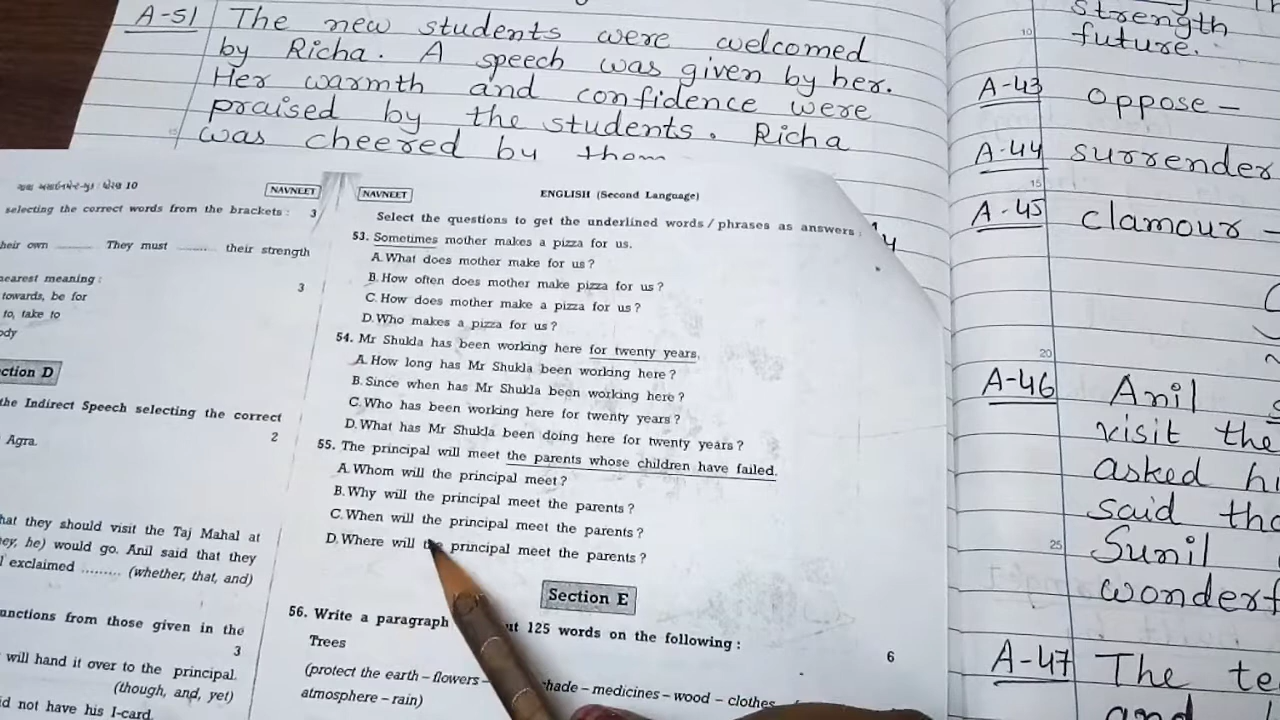 A-51 The new students were welcomed
by Richa. A speech was given by her.
Her warmth and confidence were
praised by the students. Richa
was cheered by them
strength
future.
A-43 oppose -
A-44 surrender
A-45 clamour -
A-46 Anil
visit the
asked
said
Sunil
wonderf
A-47 The
and
ધોરણ 10
NAVNEET
selecting the correct words from the brackets : 3
heir own .......... They must .......... their strength
nearest meaning : 3
towards, be for
to, take to
ody
ction D
the Indirect Speech selecting the correct
2
Agra.
hat they should visit the Taj Mahal at
ey, he) would go. Anil said that they
l exclaimed ......... (whether, that, and)
unctions from those given in the
3
will hand it over to the principal.
(though, and, yet)
id not have his I-card.
NAVNEET ENGLISH (Second Language)
Select the questions to get the underlined words / phrases as answers :
53. Sometimes mother makes a pizza for us.
A. What does mother make for us ?
B. How often does mother make pizza for us ?
C. How does mother make a pizza for us ?
D. Who makes a pizza for us ?
54. Mr Shukla has been working here for twenty years.
A. How long has Mr Shukla been working here ?
B. Since when has Mr Shukla been working here ?
C. Who has been working here for twenty years ?
D. What has Mr Shukla been doing here for twenty years ?
55. The principal will meet the parents whose children have failed.
A. Whom will the principal meet ?
B. Why will the principal meet the parents ?
C. When will the principal meet the parents ?
D. Where will the principal meet the parents ?
Section E
56. Write a paragraph 125 words on the following :
6
Trees
(protect the earth – flowers – hade – medicines – wood – clothes
atmosphere – rain)